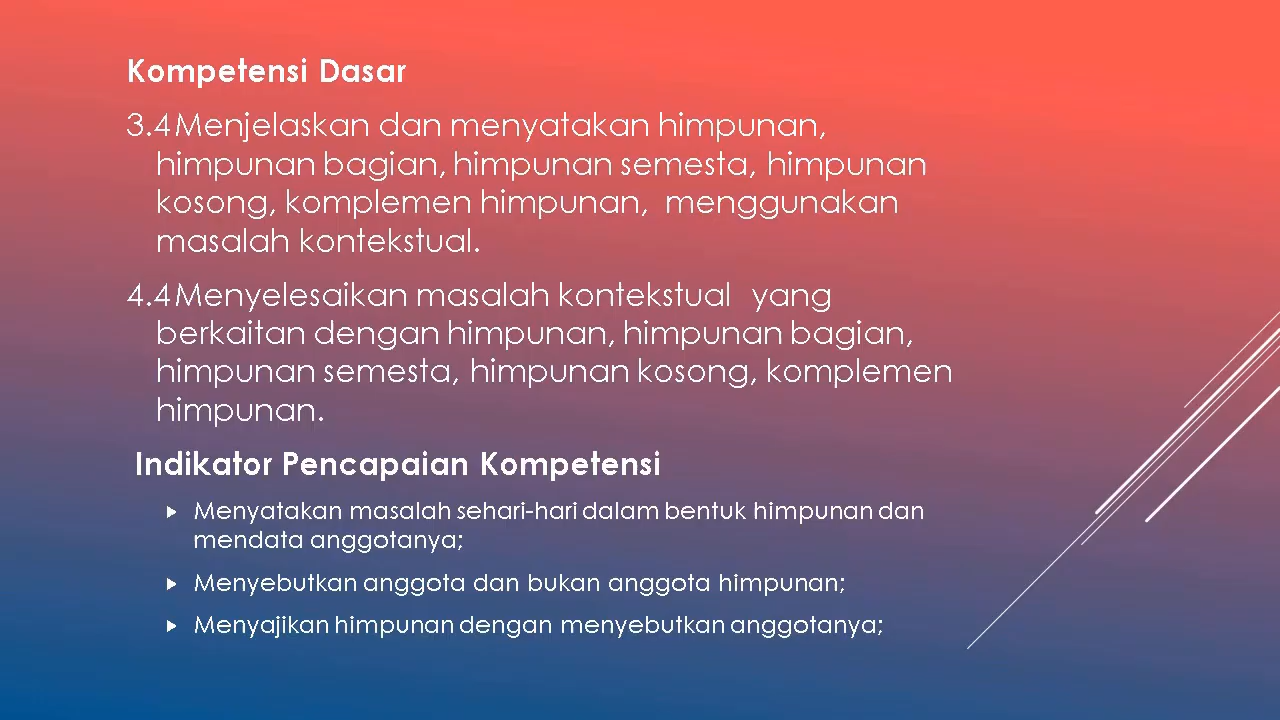 Kompetensi Dasar
3.4Menjelaskan dan menyatakan himpunan,
himpunan bagian, himpunan semesta, himpunan
kosong, komplemen himpunan,  menggunakan
masalah kontekstual.
4.4Menyelesaikan masalah kontekstual  yang
berkaitan dengan himpunan, himpunan bagian,
himpunan semesta, himpunan kosong, komplemen
himpunan.
Indikator Pencapaian Kompetensi
Menyatakan masalah sehari-hari dalam bentuk himpunan dan
mendata anggotanya;
Menyebutkan anggota dan bukan anggota himpunan;
Menyajikan himpunan dengan menyebutkan anggotanya;